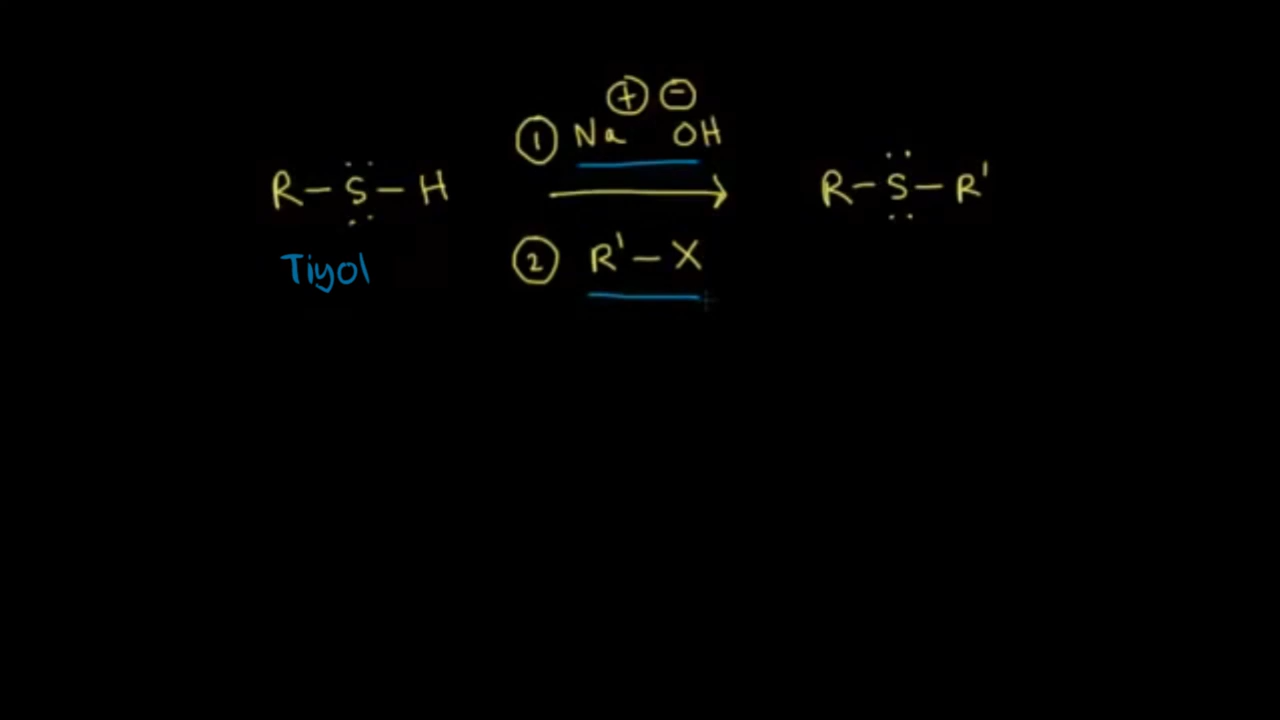 ① Na⊕ OH⊖
R–S̈–H → R–S̈–R'
Tiyol
② R'–X